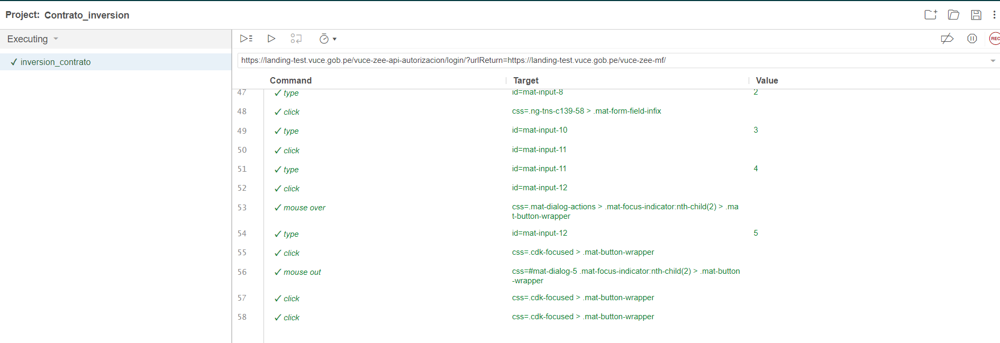 Project: Contrato_inversion
Executing
✓ inversion_contrato
REC
https://landing-test.vuce.gob.pe/vuce-zee-api-autorizacion/login/?urlReturn=https://landing-test.vuce.gob.pe/vuce-zee-mf/
Command Target Value
47 ✓ type id=mat-input-8 2
48 ✓ click css=.ng-tns-c139-58 > .mat-form-field-infix
49 ✓ type id=mat-input-10 3
50 ✓ click id=mat-input-11
51 ✓ type id=mat-input-11 4
52 ✓ click id=mat-input-12
53 ✓ mouse over css=.mat-dialog-actions > .mat-focus-indicator:nth-child(2) > .ma
t-button-wrapper
54 ✓ type id=mat-input-12 5
55 ✓ click css=.cdk-focused > .mat-button-wrapper
56 ✓ mouse out css=#mat-dialog-5 .mat-focus-indicator:nth-child(2) > .mat-button
-wrapper
57 ✓ click css=.cdk-focused > .mat-button-wrapper
58 ✓ click css=.cdk-focused > .mat-button-wrapper